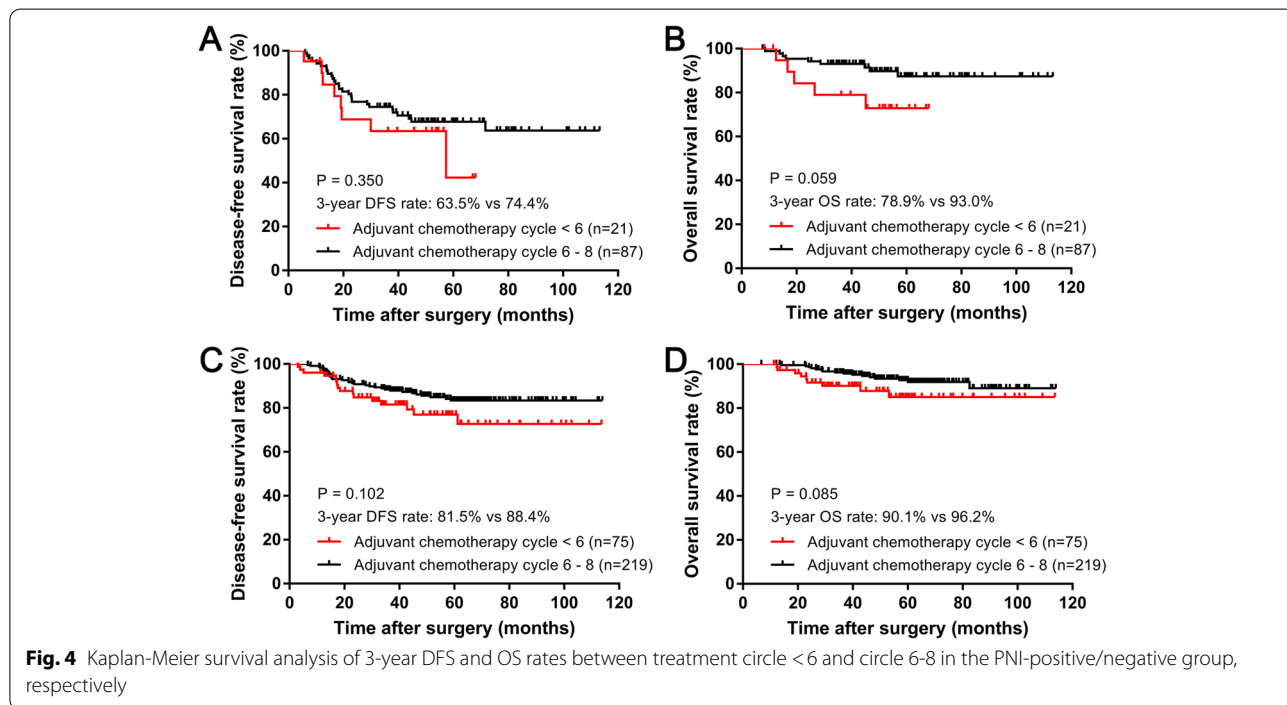 A
Disease-free survival rate (%)
100
80
60
40
20
0
P = 0.350
3-year DFS rate: 63.5% vs 74.4%
Adjuvant chemotherapy cycle < 6 (n=21)
Adjuvant chemotherapy cycle 6 - 8 (n=87)
0 20 40 60 80 100 120
Time after surgery (months)
B
Overall survival rate (%)
100
80
60
40
20
0
P = 0.059
3-year OS rate: 78.9% vs 93.0%
Adjuvant chemotherapy cycle < 6 (n=21)
Adjuvant chemotherapy cycle 6 - 8 (n=87)
0 20 40 60 80 100 120
Time after surgery (months)
C
Disease-free survival rate (%)
100
80
60
40
20
0
P = 0.102
3-year DFS rate: 81.5% vs 88.4%
Adjuvant chemotherapy cycle < 6 (n=75)
Adjuvant chemotherapy cycle 6 - 8 (n=219)
0 20 40 60 80 100 120
Time after surgery (months)
D
Overall survival rate (%)
100
80
60
40
20
0
P = 0.085
3-year OS rate: 90.1% vs 96.2%
Adjuvant chemotherapy cycle < 6 (n=75)
Adjuvant chemotherapy cycle 6 - 8 (n=219)
0 20 40 60 80 100 120
Time after surgery (months)
Fig. 4 Kaplan-Meier survival analysis of 3-year DFS and OS rates between treatment circle < 6 and circle 6-8 in the PNI-positive/negative group,
respectively